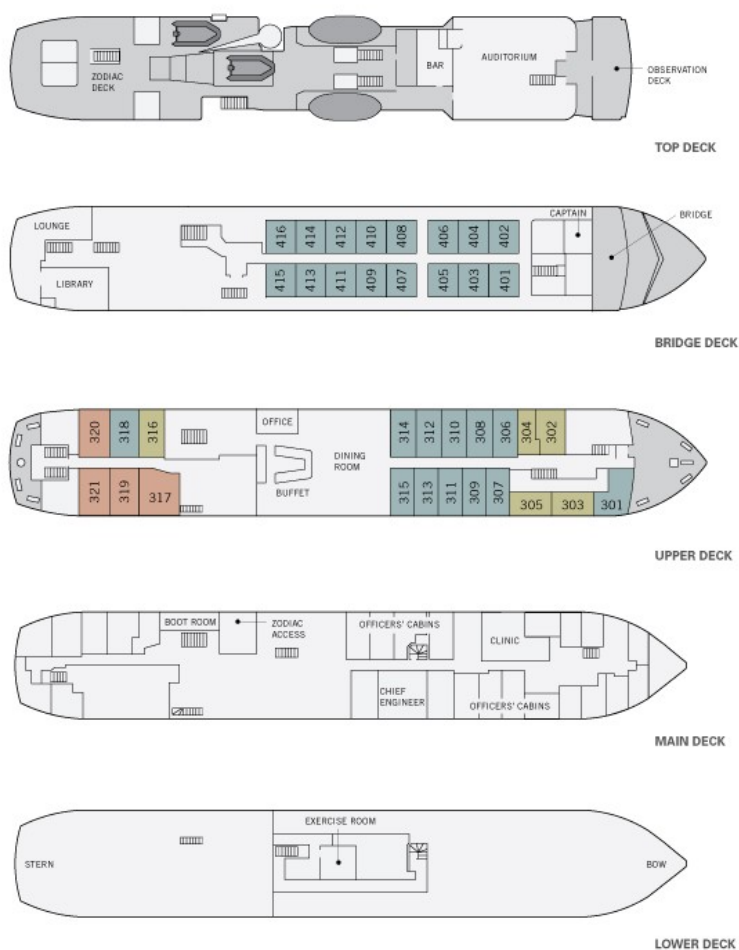 ZODIAC
DECK
BAR
AUDITORIUM
OBSERVATION
DECK
TOP DECK
LOUNGE
LIBRARY
416 414 412 410 408 406 404 402
415 413 411 409 407 405 403 401
CAPTAIN
BRIDGE
BRIDGE DECK
320 318 316
321 319 317
OFFICE
BUFFET
DINING
ROOM
314 312 310 308 306 304 302
315 313 311 309 307 305 303 301
UPPER DECK
BOOT ROOM
ZODIAC
ACCESS
OFFICERS' CABINS
CLINIC
CHIEF
ENGINEER
OFFICERS' CABINS
MAIN DECK
EXERCISE ROOM
STERN
BOW
LOWER DECK